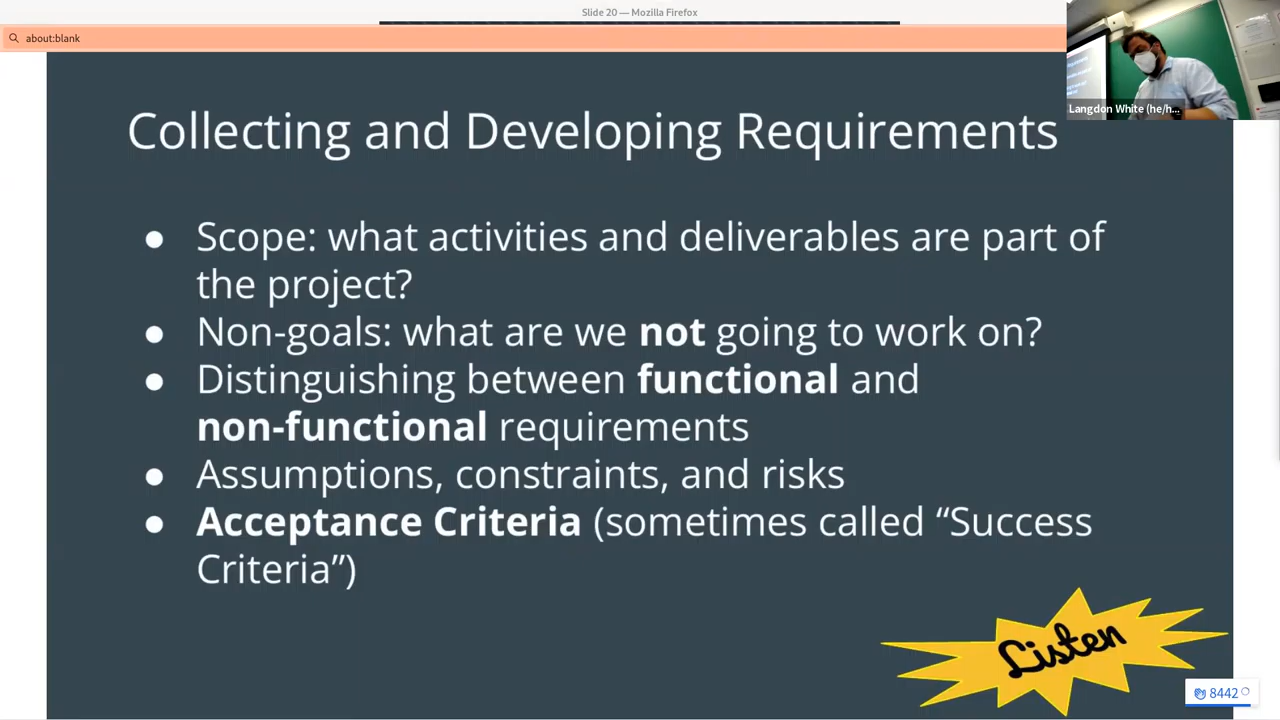 Slide 20 — Mozilla Firefox
about:blank
Langdon White (he/h...
Collecting and Developing Requirements
● Scope: what activities and deliverables are part of
the project?
● Non-goals: what are we not going to work on?
● Distinguishing between functional and
non-functional requirements
● Assumptions, constraints, and risks
● Acceptance Criteria (sometimes called “Success
Criteria”)
Listen
8442